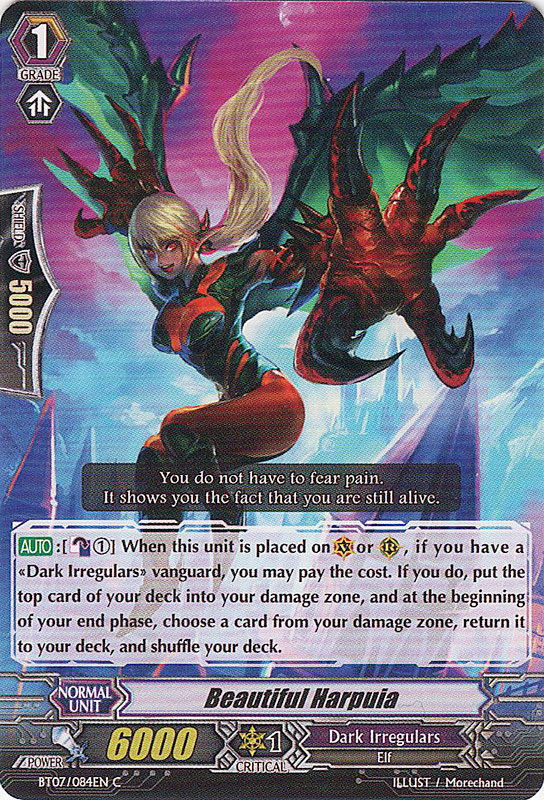 1
GRADE
SHIELD
5000
You do not have to fear pain.
It shows you the fact that you are still alive.
AUTO:[①] When this unit is placed on V or R, if you have a
«Dark Irregulars» vanguard, you may pay the cost. If you do, put the
top card of your deck into your damage zone, and at the beginning
of your end phase, choose a card from your damage zone, return it
to your deck, and shuffle your deck.
NORMAL
UNIT
Beautiful Harpuia
POWER
6000
1
CRITICAL
Dark Irregulars
Elf
BT07/084EN C
ILLUST / Morechand